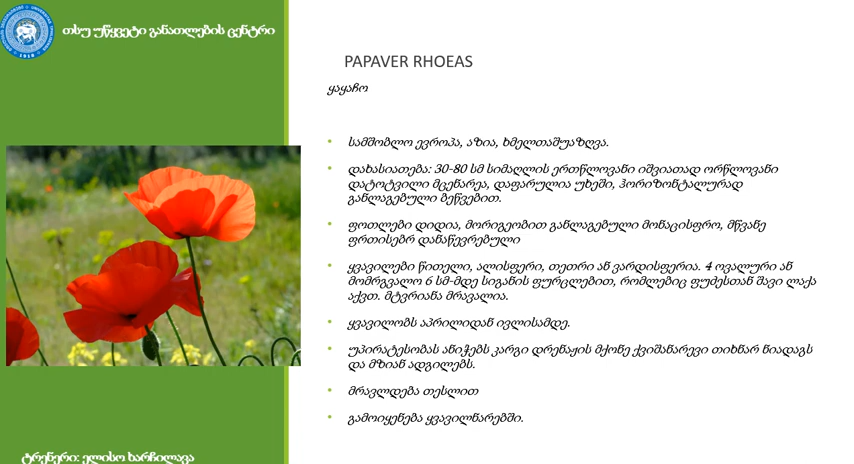 თსუ უწყვეტი განათლების ცენტრი
PAPAVER RHOEAS
ყაყაჩო
• სამშობლო ევროპა, აზია, ხმელთაშუაზღვა.
• დახასიათება: 30-80 სმ სიმაღლის ერთწლოვანი იშვიათად ორწლოვანი
დატოტვილი მცენარეა, დაფარულია უხეში, ჰორიზონტალურად
განლაგებული ბეწვებით.
• ფოთლები დიდია, მორიგეობით განლაგებული მონაცისფრო, მწვანე
ფრთისებრ დანაწევრებული
• ყვავილები წითელი, ალისფერი, თეთრი ან ვარდისფერია. 4 ოვალური ან
მომრგვალო 6 სმ-მდე სიგანის ფურცლებით, რომლებიც ფუძესთან შავი ლაქა
აქვთ. მტვრიანა მრავალია.
• ყვავილობს აპრილიდან ივლისამდე.
• უპირატესობას ანიჭებს კარგი დრენაჟის მქონე ქვიშანარევი თიხნარ ნიადაგს
და მზიან ადგილებს.
• მრავლდება თესლით
• გამოიყენება ყვავილნარებში.
ტრენერი: ელისო ხარჩილავა